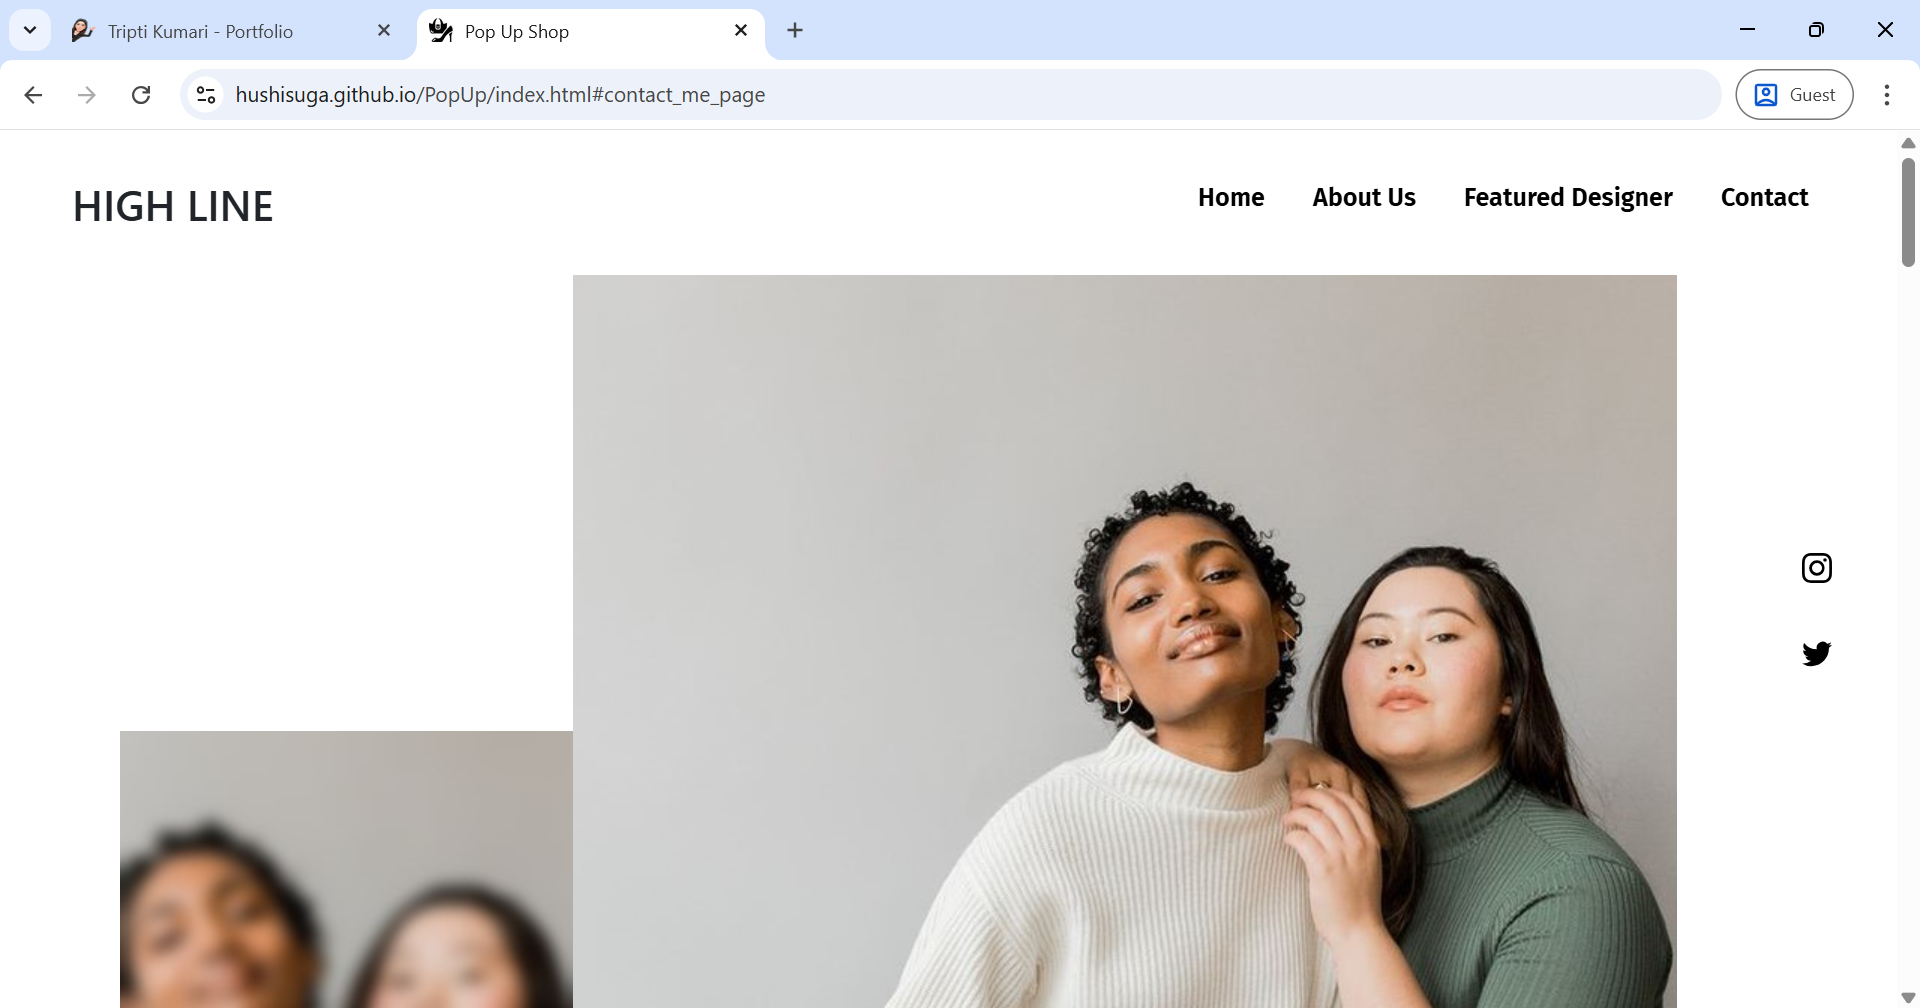 Tripti Kumari - Portfolio
Pop Up Shop
hushisuga.github.io/PopUp/index.html#contact_me_page
Guest
HIGH LINE
Home About Us Featured Designer Contact